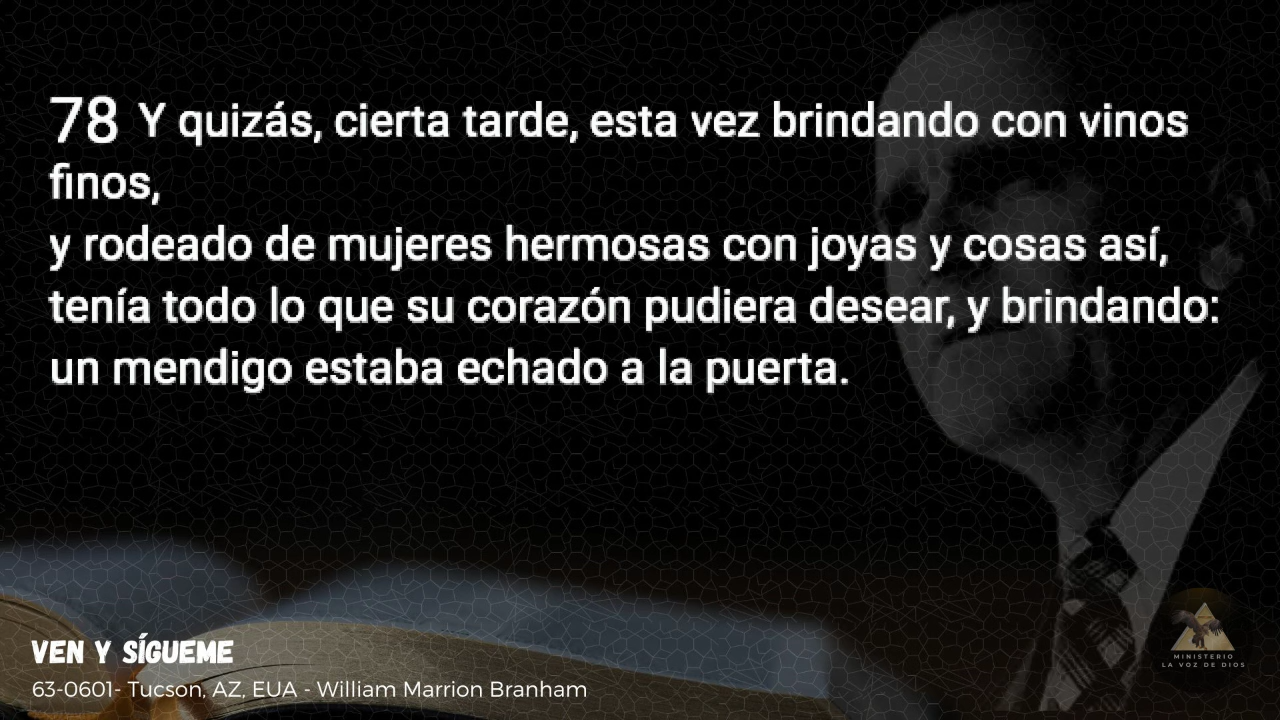 78 Y quizás, cierta tarde, esta vez brindando con vinos
finos,
y rodeado de mujeres hermosas con joyas y cosas así,
tenía todo lo que su corazón pudiera desear, y brindando:
un mendigo estaba echado a la puerta.
VEN Y SÍGUEME
63-0601- Tucson, AZ, EUA - William Marrion Branham
MINISTERIO
LA VOZ DE DIOS